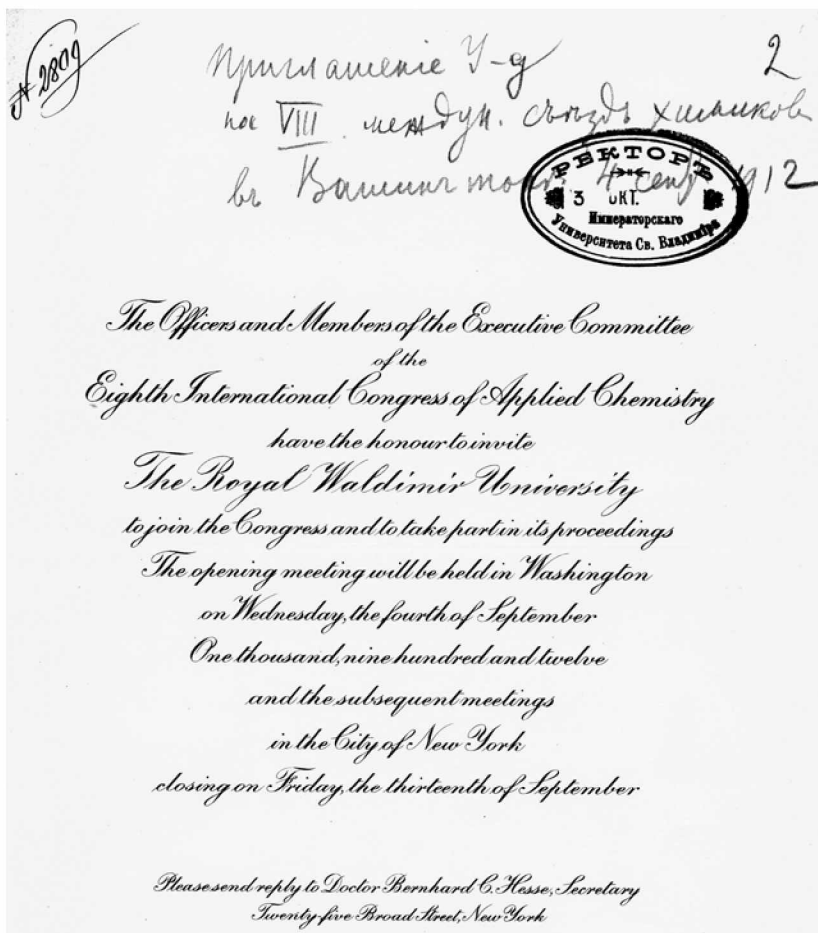 № 2809
Приглашеніе У-д 2
на VIII междун. съѣздъ химиковъ
въ Вашингтонъ. 4 сент. 1912
РЕКТОРЪ
3 ОКТ.
Императорскаго
Университета Св. Владиміра
The Officers and Members of the Executive Committee
of the
Eighth International Congress of Applied Chemistry
have the honour to invite
The Royal Waldimir University
to join the Congress and to take part in its proceedings
The opening meeting will be held in Washington
on Wednesday, the fourth of September
One thousand, nine hundred and twelve
and the subsequent meetings
in the City of New York
closing on Friday, the thirteenth of September
Please send reply to Doctor Bernhard C. Hesse, Secretary
Twenty-five Broad Street, New York